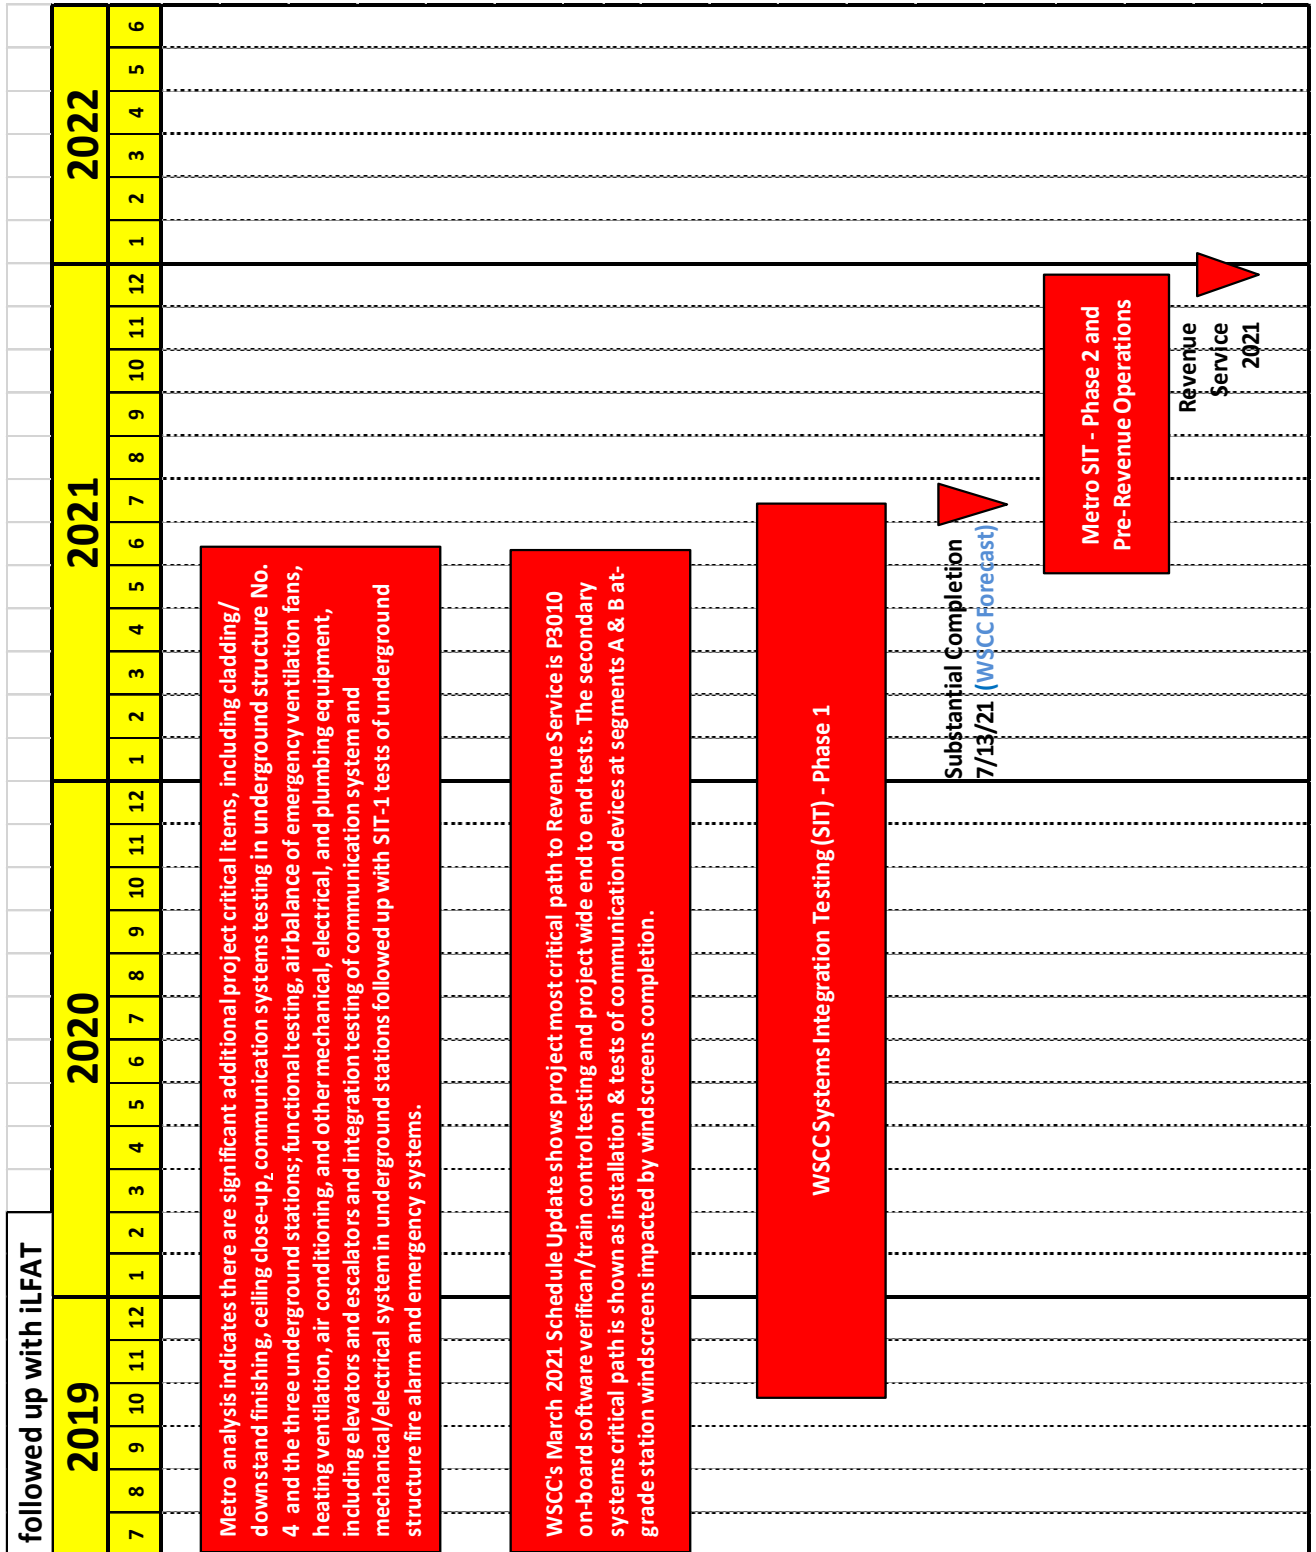 followed up with iLFAT
2019 2020 2021 2022
7 8 9 10 11 12 1 2 3 4 5 6 7 8 9 10 11 12 1 2 3 4 5 6 7 8 9 10 11 12 1 2 3 4 5 6
Metro analysis indicates there are significant additional project critical items, including cladding/
downstand finishing, ceiling close-up, communication systems testing in underground structure No.
4 and the three underground stations; functional testing, air balance of emergency ventilation fans,
heating ventilation, air conditioning, and other mechanical, electrical, and plumbing equipment,
including elevators and escalators and integration testing of communication system and
mechanical/electrical system in underground stations followed up with SIT-1 tests of underground
structure fire alarm and emergency systems.
WSCC's March 2021 Schedule Update shows project most critical path to Revenue Service is P3010
on-board software verifican/train control testing and project wide end to end tests. The secondary
systems critical path is shown as installation & tests of communication devices at segments A & B at-
grade station windscreens impacted by windscreens completion.
WSCC Systems Integration Testing (SIT) - Phase 1
Substantial Completion
7/13/21 (WSCC Forecast)
Metro SIT - Phase 2 and
Pre-Revenue Operations
Revenue
Service
2021